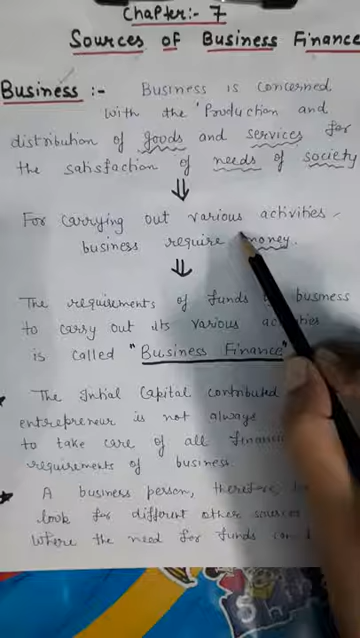 Chapter:- 7
Sources of Business Finance
Business :- Business is concerned
with the Production and
distribution of goods and services for
the satisfaction of needs of society
For carrying out various activities
business require money.
The requirements of funds by business
to carry out its various activities
is called "Business Finance"
The Initial Capital contributed
entrepreneur is not always
to take care of all
requirements of business.
A business person, therefore,
look for different other sources
where the need for funds can